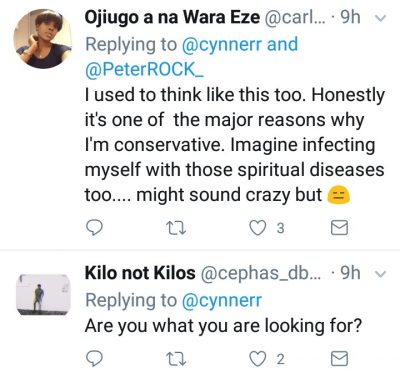 Ojiugo a na Wara Eze @carl... · 9h
Replying to @cynnerr and
@PeterROCK_
I used to think like this too. Honestly
it's one of the major reasons why
I'm conservative. Imagine infecting
myself with those spiritual diseases
too.... might sound crazy but 😑
3
Kilo not Kilos @cephas_db... · 9h
Replying to @cynnerr
Are you what you are looking for?
2